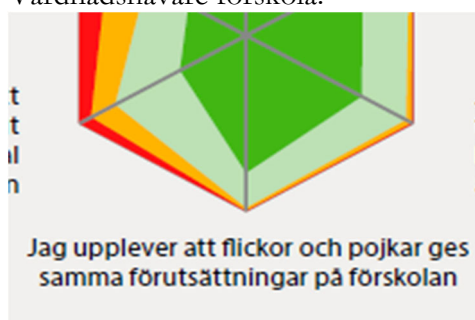 Vårdnadshavare förskola.
Jag upplever att flickor och pojkar ges
samma förutsättningar på förskolan